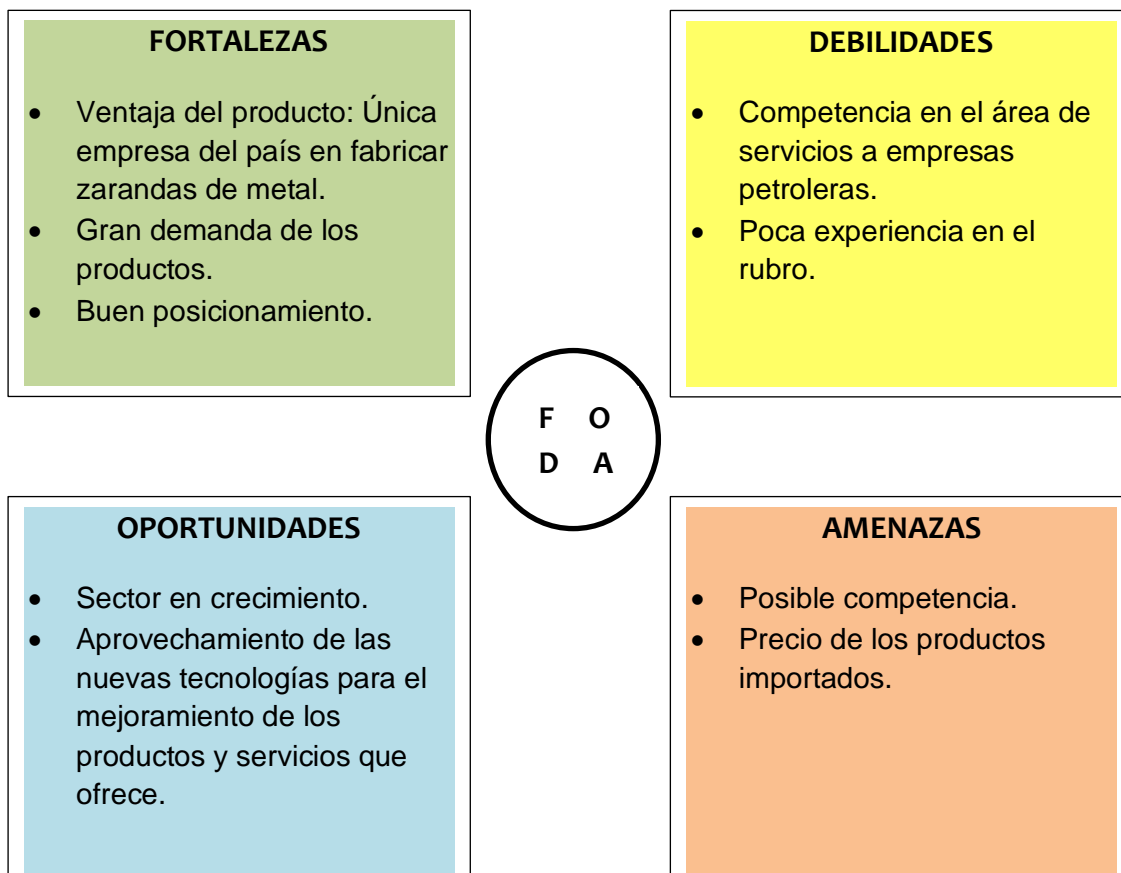 FORTALEZAS
• Ventaja del producto: Única
empresa del país en fabricar
zarandas de metal.
• Gran demanda de los
productos.
• Buen posicionamiento.
DEBILIDADES
• Competencia en el área de
servicios a empresas
petroleras.
• Poca experiencia en el
rubro.
F O
D A
OPORTUNIDADES
• Sector en crecimiento.
• Aprovechamiento de las
nuevas tecnologías para el
mejoramiento de los
productos y servicios que
ofrece.
AMENAZAS
• Posible competencia.
• Precio de los productos
importados.